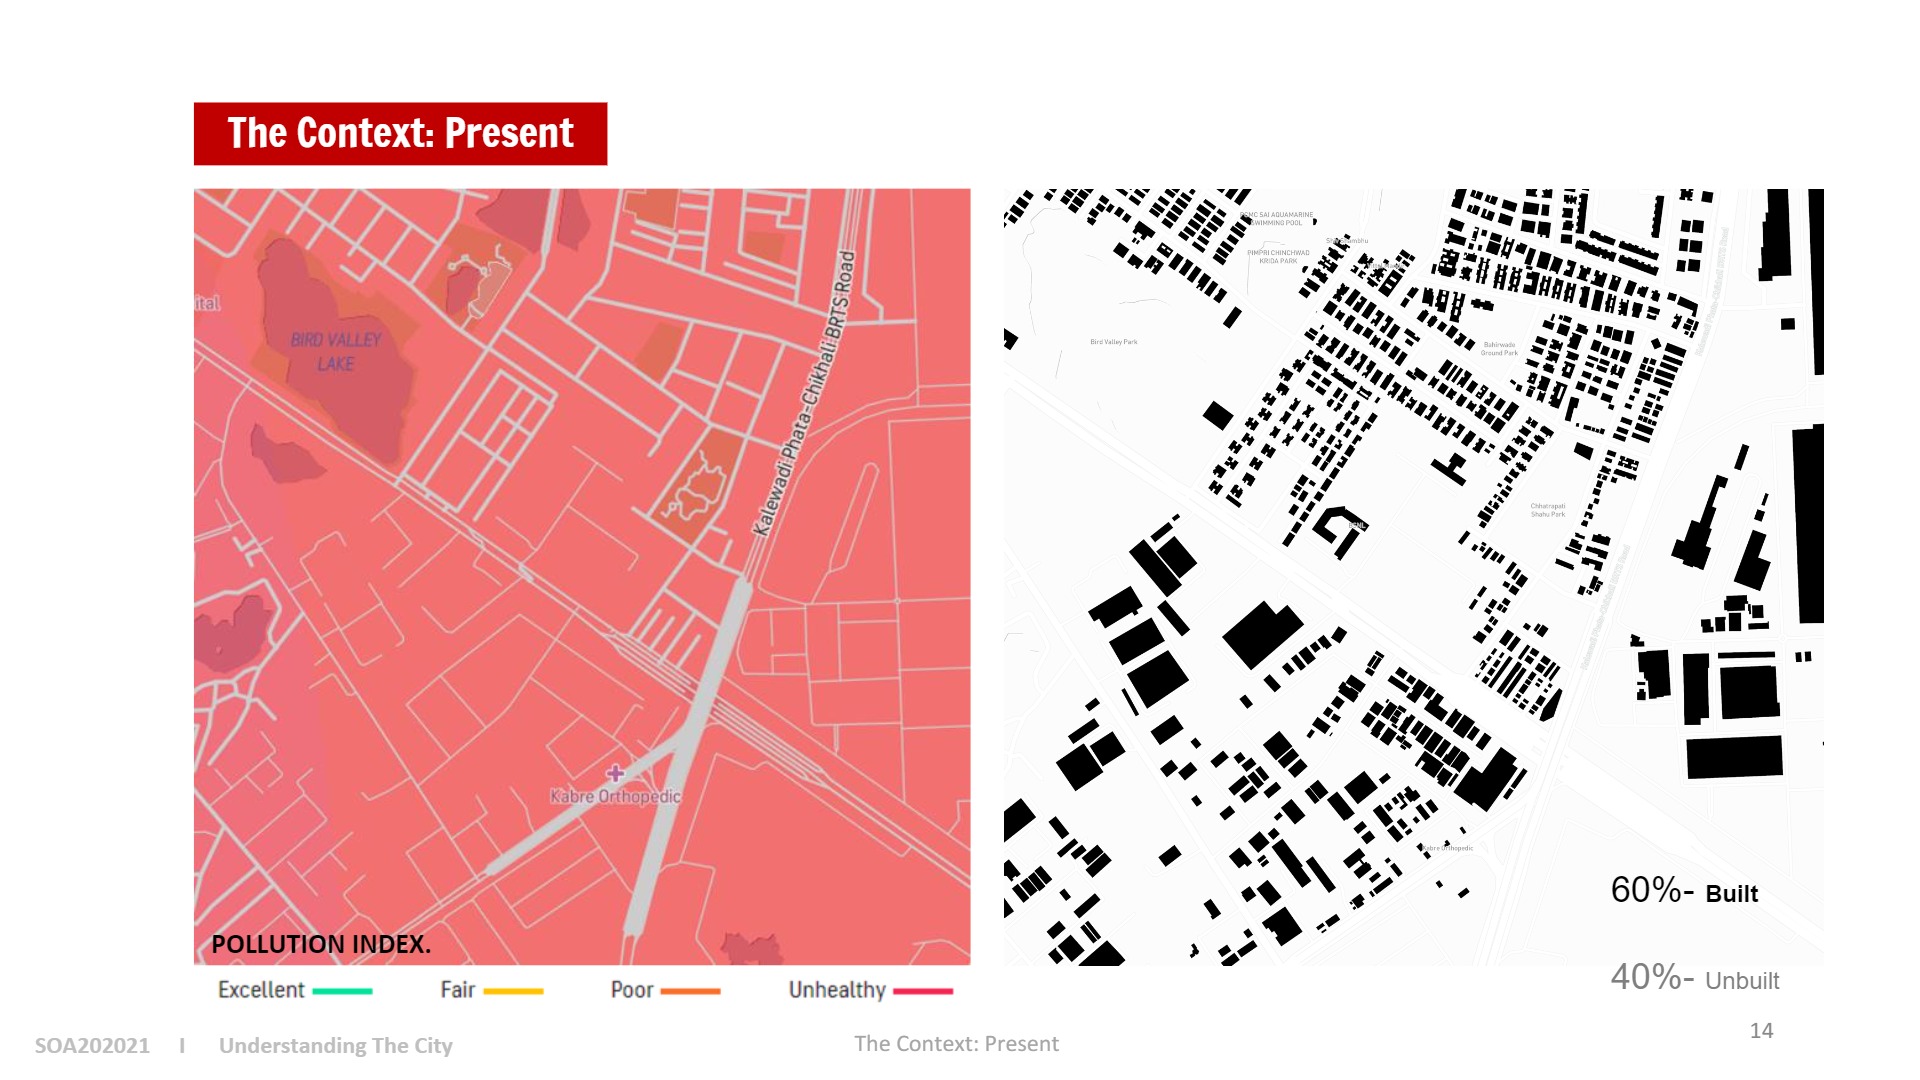 The Context: Present
ital
BIRD VALLEY
LAKE
Kalewadi Phata-Chikhali BRTS Road
Kabre Orthopedic
POLLUTION INDEX.
Excellent
Fair
Poor
Unhealthy
SAI AQUAMARINE
SWIMMING POOL
PIMPRI CHINCHWAD
KRIDA PARK
Bird Valley Park
Bahirwade
Ground Park
Chhatrapati
Shahu Park
Kabre Orthopedic
60%- Built
40%- Unbuilt
SOA202021 I Understanding The City
The Context: Present
14